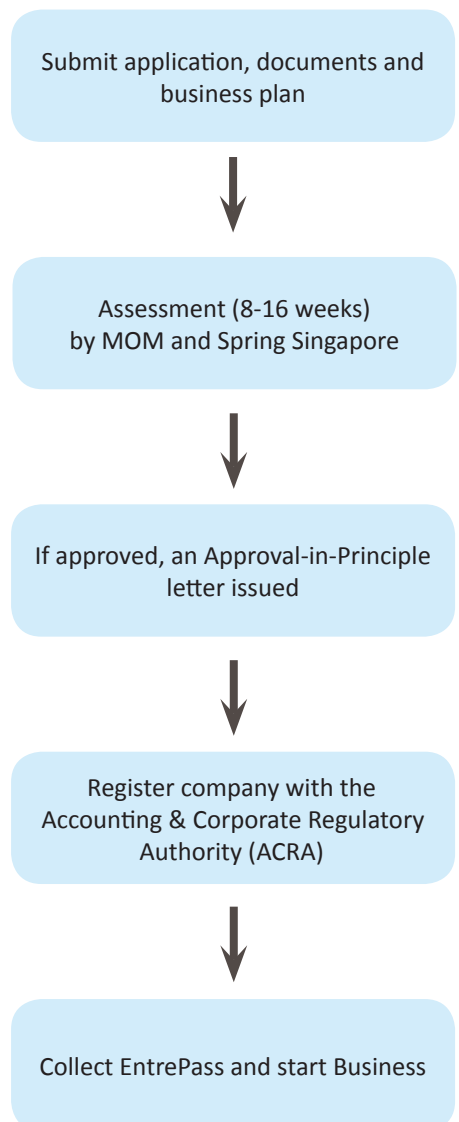 Submit application, documents and
business plan
Assessment (8-16 weeks)
by MOM and Spring Singapore
If approved, an Approval-in-Principle
letter issued
Register company with the
Accounting & Corporate Regulatory
Authority (ACRA)
Collect EntrePass and start Business